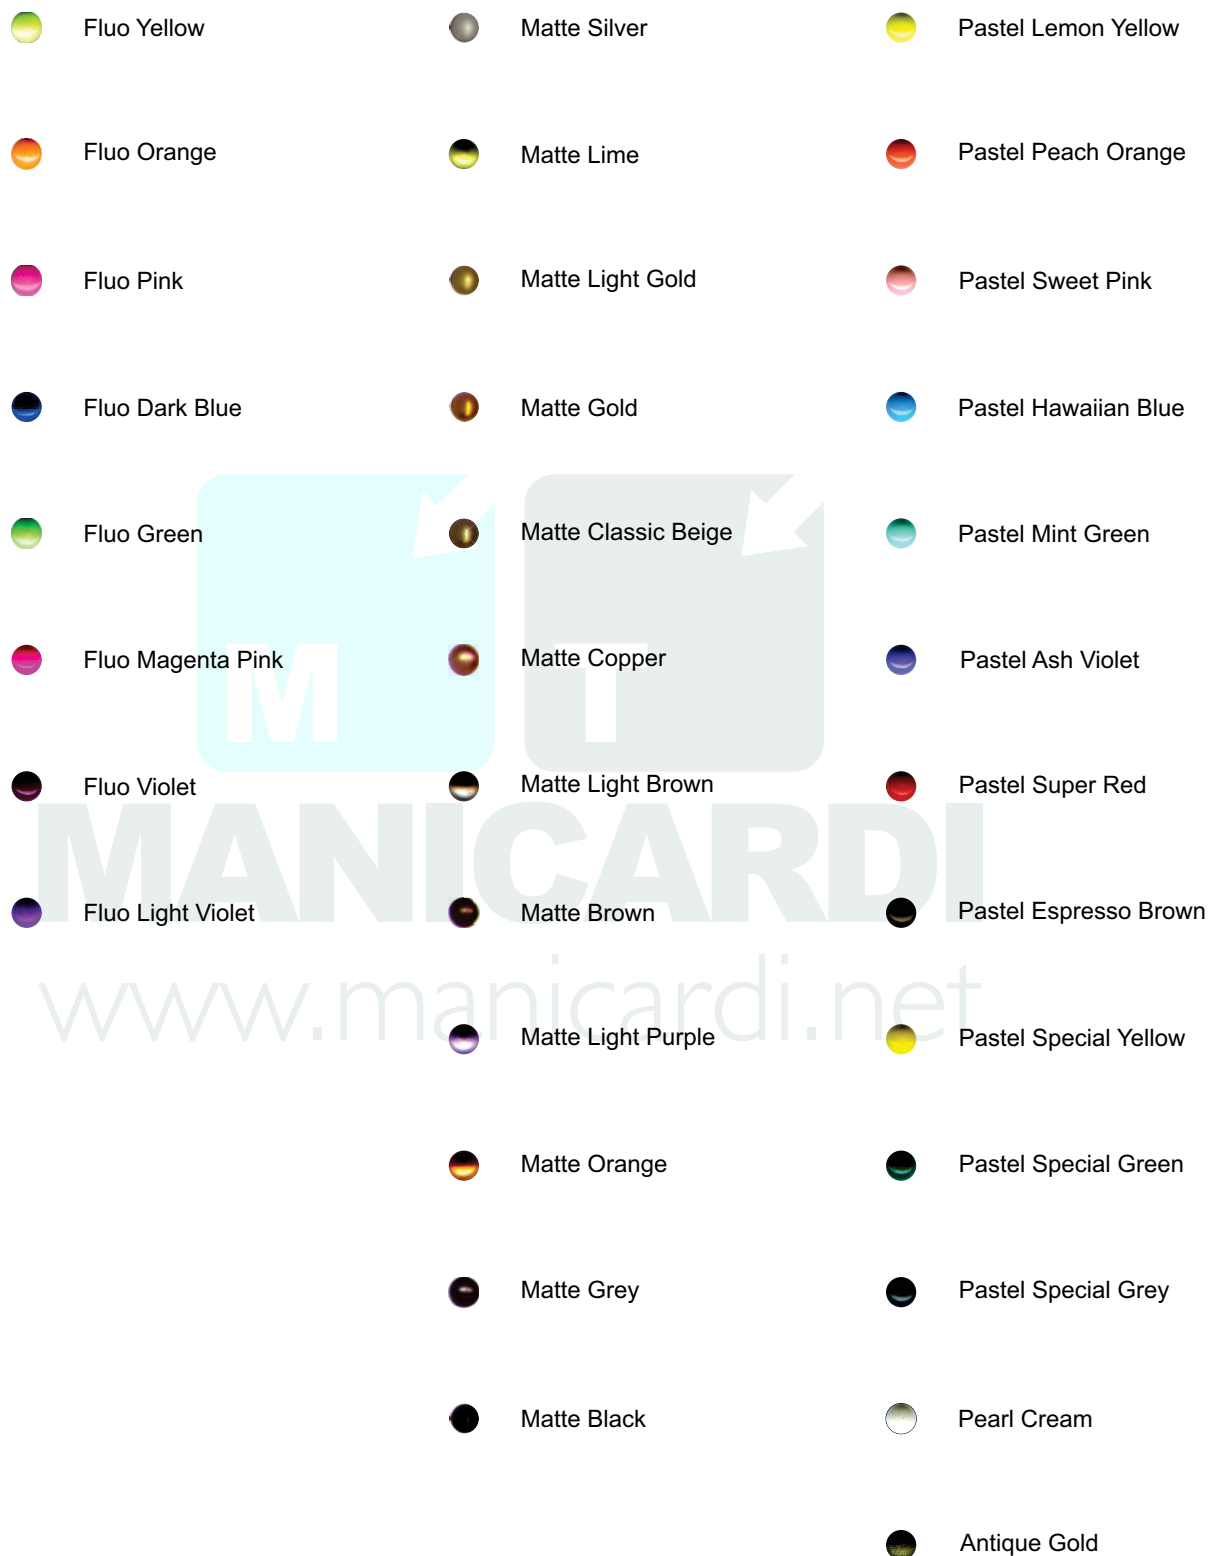 Fluo Yellow
Fluo Orange
Fluo Pink
Fluo Dark Blue
Fluo Green
Fluo Magenta Pink
Fluo Violet
Fluo Light Violet
Matte Silver
Matte Lime
Matte Light Gold
Matte Gold
Matte Classic Beige
Matte Copper
Matte Light Brown
Matte Brown
Matte Light Purple
Matte Orange
Matte Grey
Matte Black
Pastel Lemon Yellow
Pastel Peach Orange
Pastel Sweet Pink
Pastel Hawaiian Blue
Pastel Mint Green
Pastel Ash Violet
Pastel Super Red
Pastel Espresso Brown
Pastel Special Yellow
Pastel Special Green
Pastel Special Grey
Pearl Cream
Antique Gold
M T
MANICARDI
www.manicardi.net